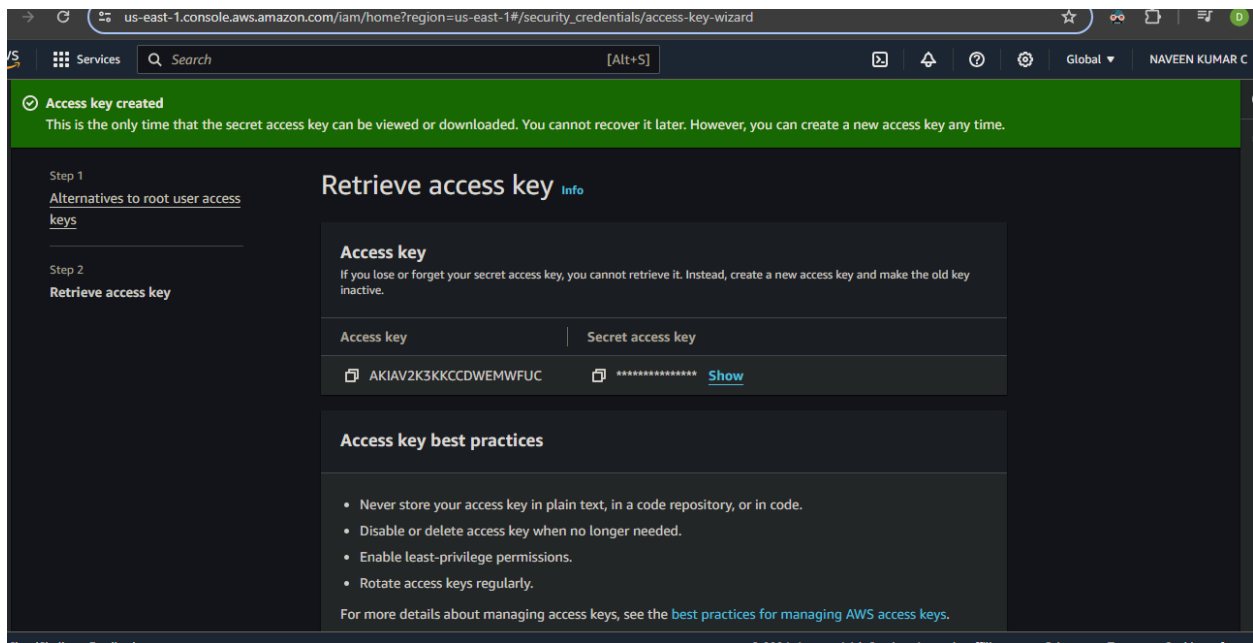 us-east-1.console.aws.amazon.com/iam/home?region=us-east-1#/security_credentials/access-key-wizard
D
Services
Search
[Alt+S]
Global
NAVEEN KUMAR C
Access key created
This is the only time that the secret access key can be viewed or downloaded. You cannot recover it later. However, you can create a new access key any time.
Step 1
Alternatives to root user access
keys
Step 2
Retrieve access key
Retrieve access key Info
Access key
If you lose or forget your secret access key, you cannot retrieve it. Instead, create a new access key and make the old key
inactive.
Access key
Secret access key
AKIAV2K3KKCCDWEMWFUC
*************** Show
Access key best practices
• Never store your access key in plain text, in a code repository, or in code.
• Disable or delete access key when no longer needed.
• Enable least-privilege permissions.
• Rotate access keys regularly.
For more details about managing access keys, see the best practices for managing AWS access keys.